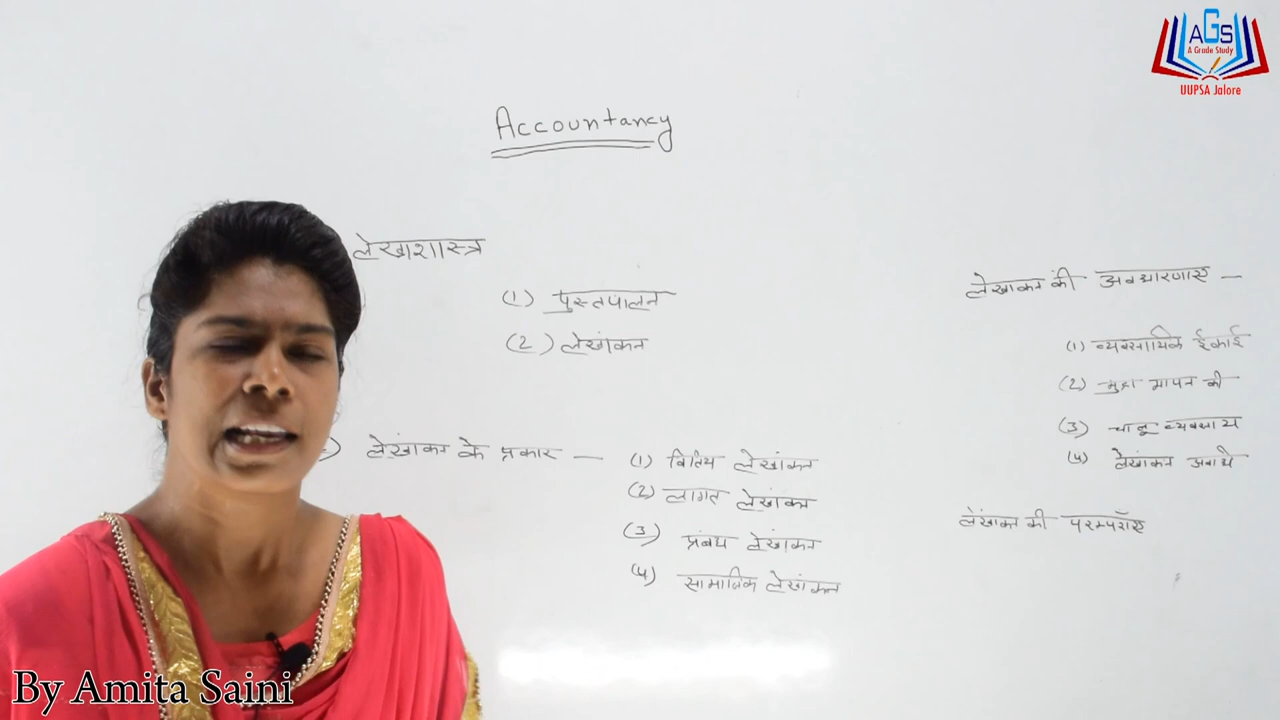 AGS
A Grade Study
UUPSA Jalore
Accountancy
लेखाशास्त्र
(1) पुस्तपालन
(2) लेखांकन
लेखांकन के प्रकार —
(1) वित्तिय लेखांकन
(2) लागत लेखांकन
(3) प्रंबंध लेखांकन
(4) सामाजिक लेखांकन
लेखाकन की अवधारणाएं —
(1) व्यवसायिक ईकाई
(2) मुद्रा मापन की
(3) चालू व्यवसाय
(4) लेखांकन अवधि
लेखांकन की परम्पराएं
By Amita Saini